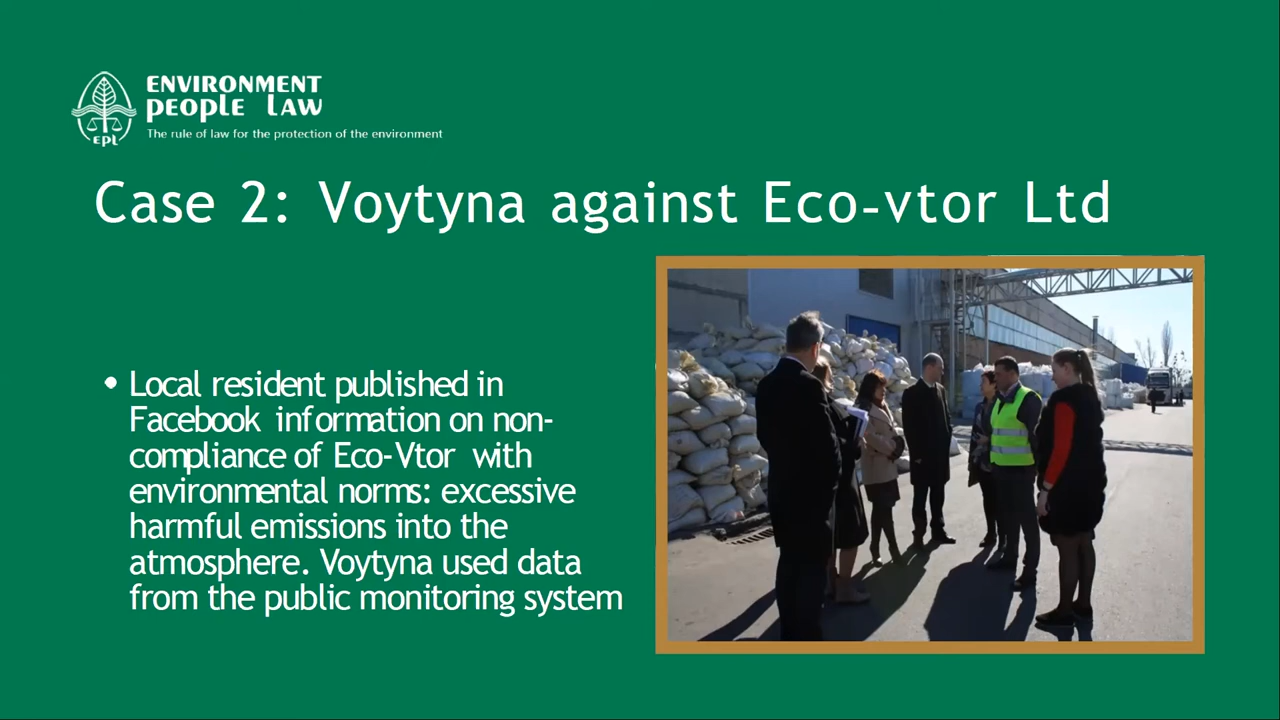 ENVIRONMENT
PEOPLE LAW
The rule of law for the protection of the environment
EPL
Case 2: Voytyna against Eco-vtor Ltd
• Local resident published in
Facebook information on non-
compliance of Eco-Vtor with
environmental norms: excessive
harmful emissions into the
atmosphere. Voytyna used data
from the public monitoring system